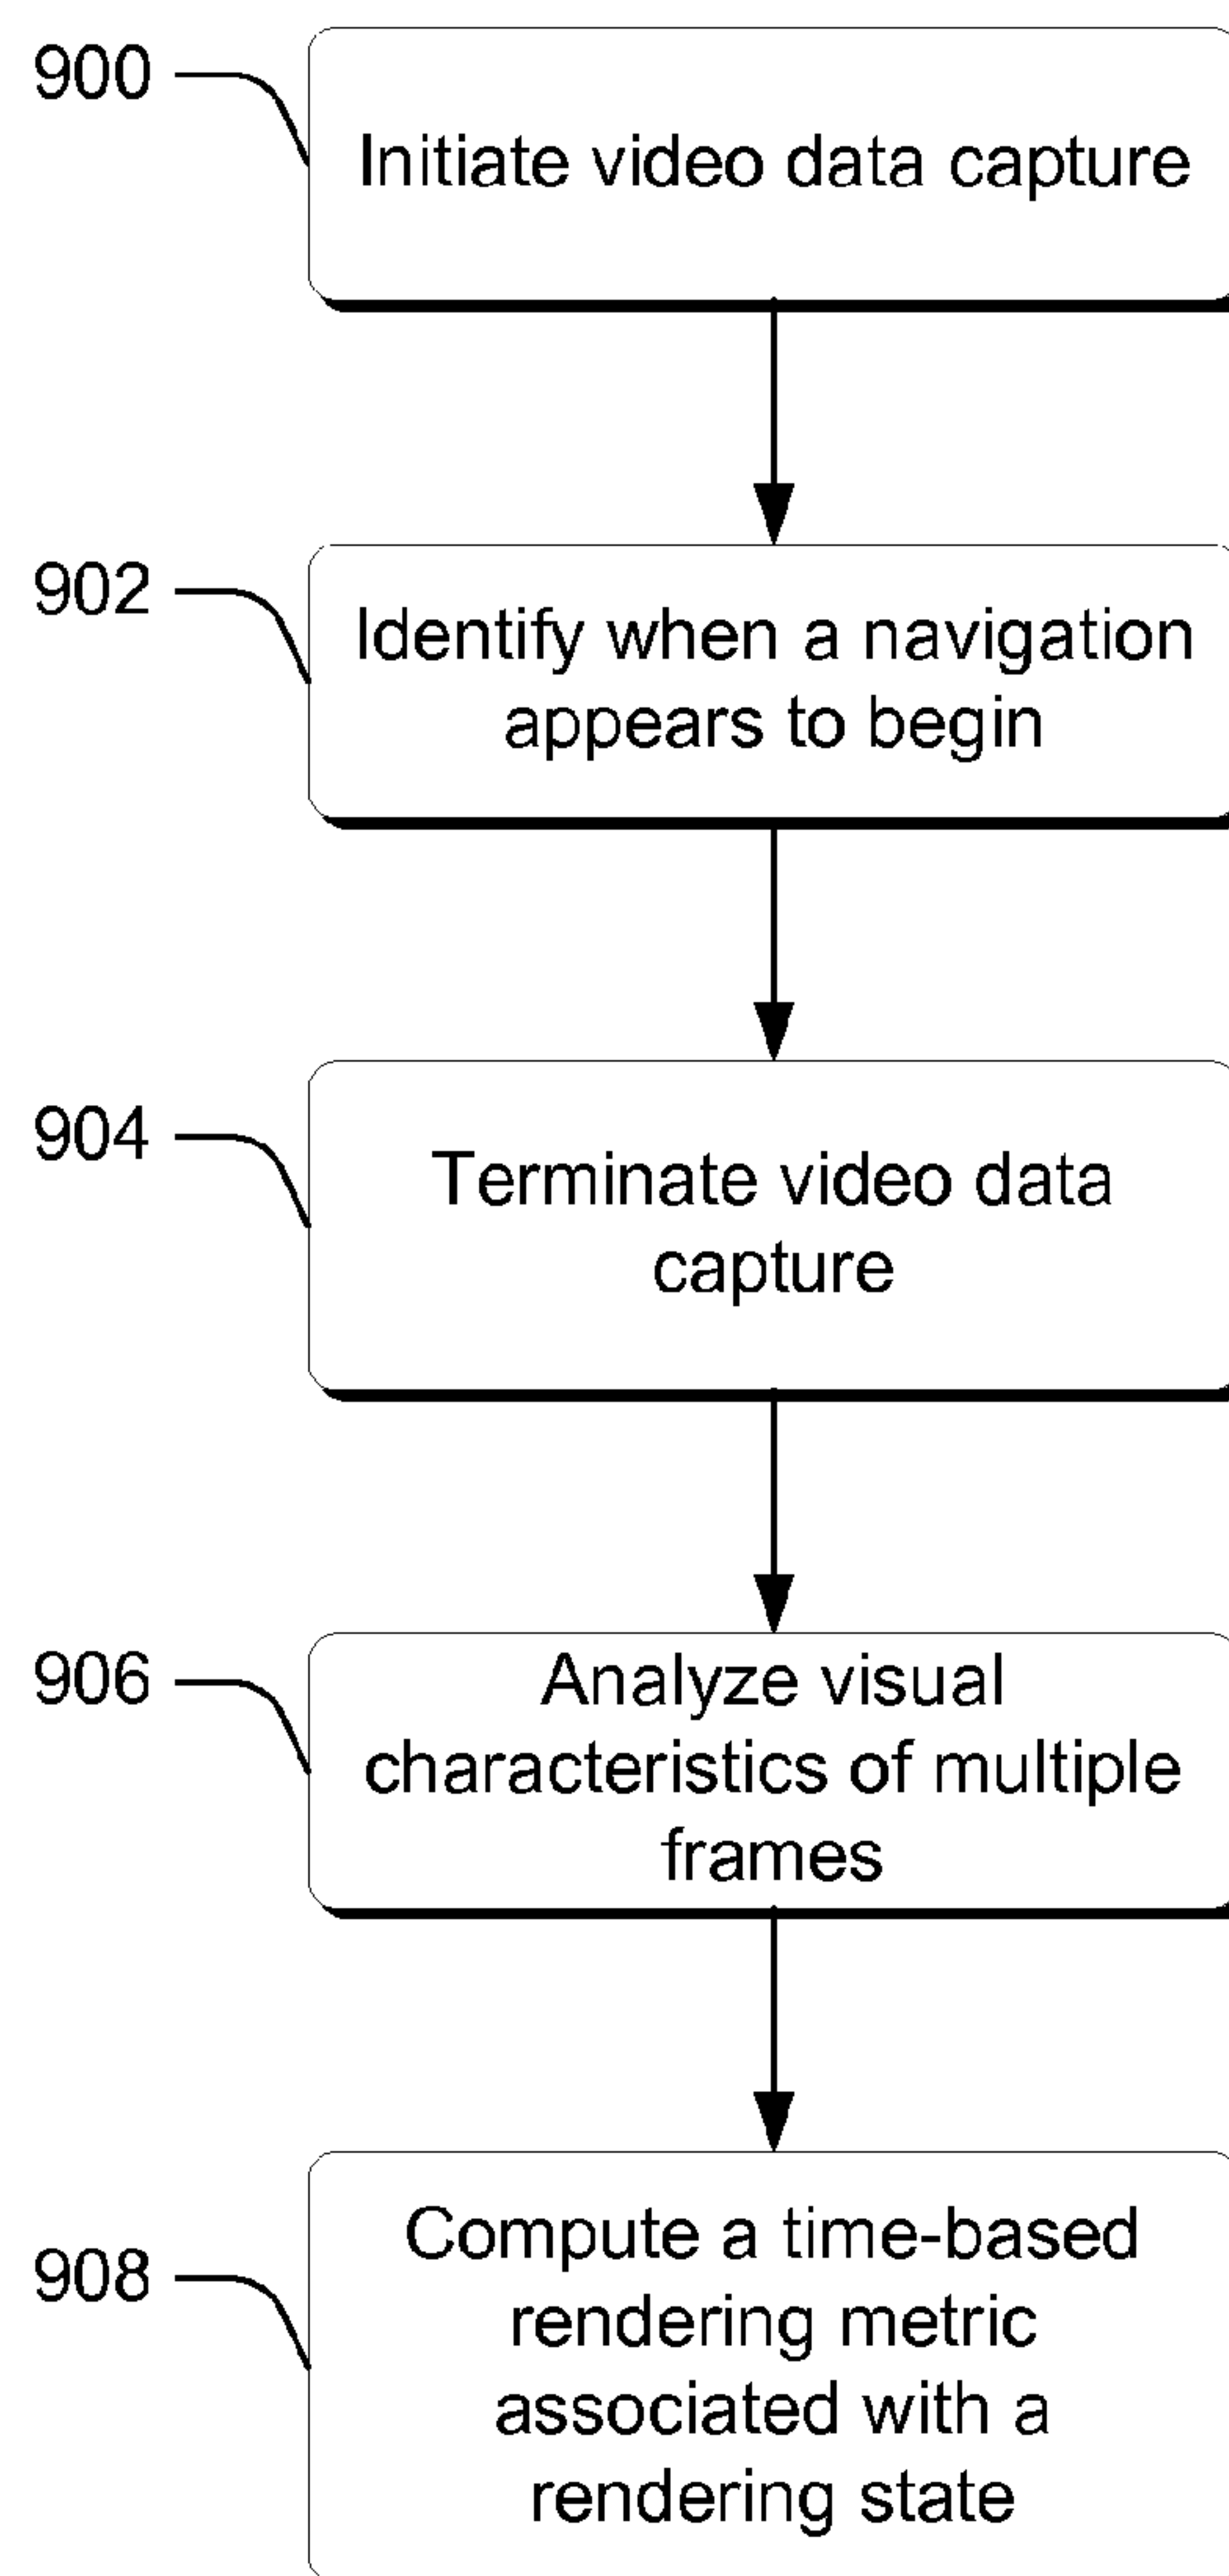 900
Initiate video data capture
902
Identify when a navigation
appears to begin
904
Terminate video data
capture
906
Analyze visual
characteristics of multiple
frames
908
Compute a time-based
rendering metric
associated with a
rendering state